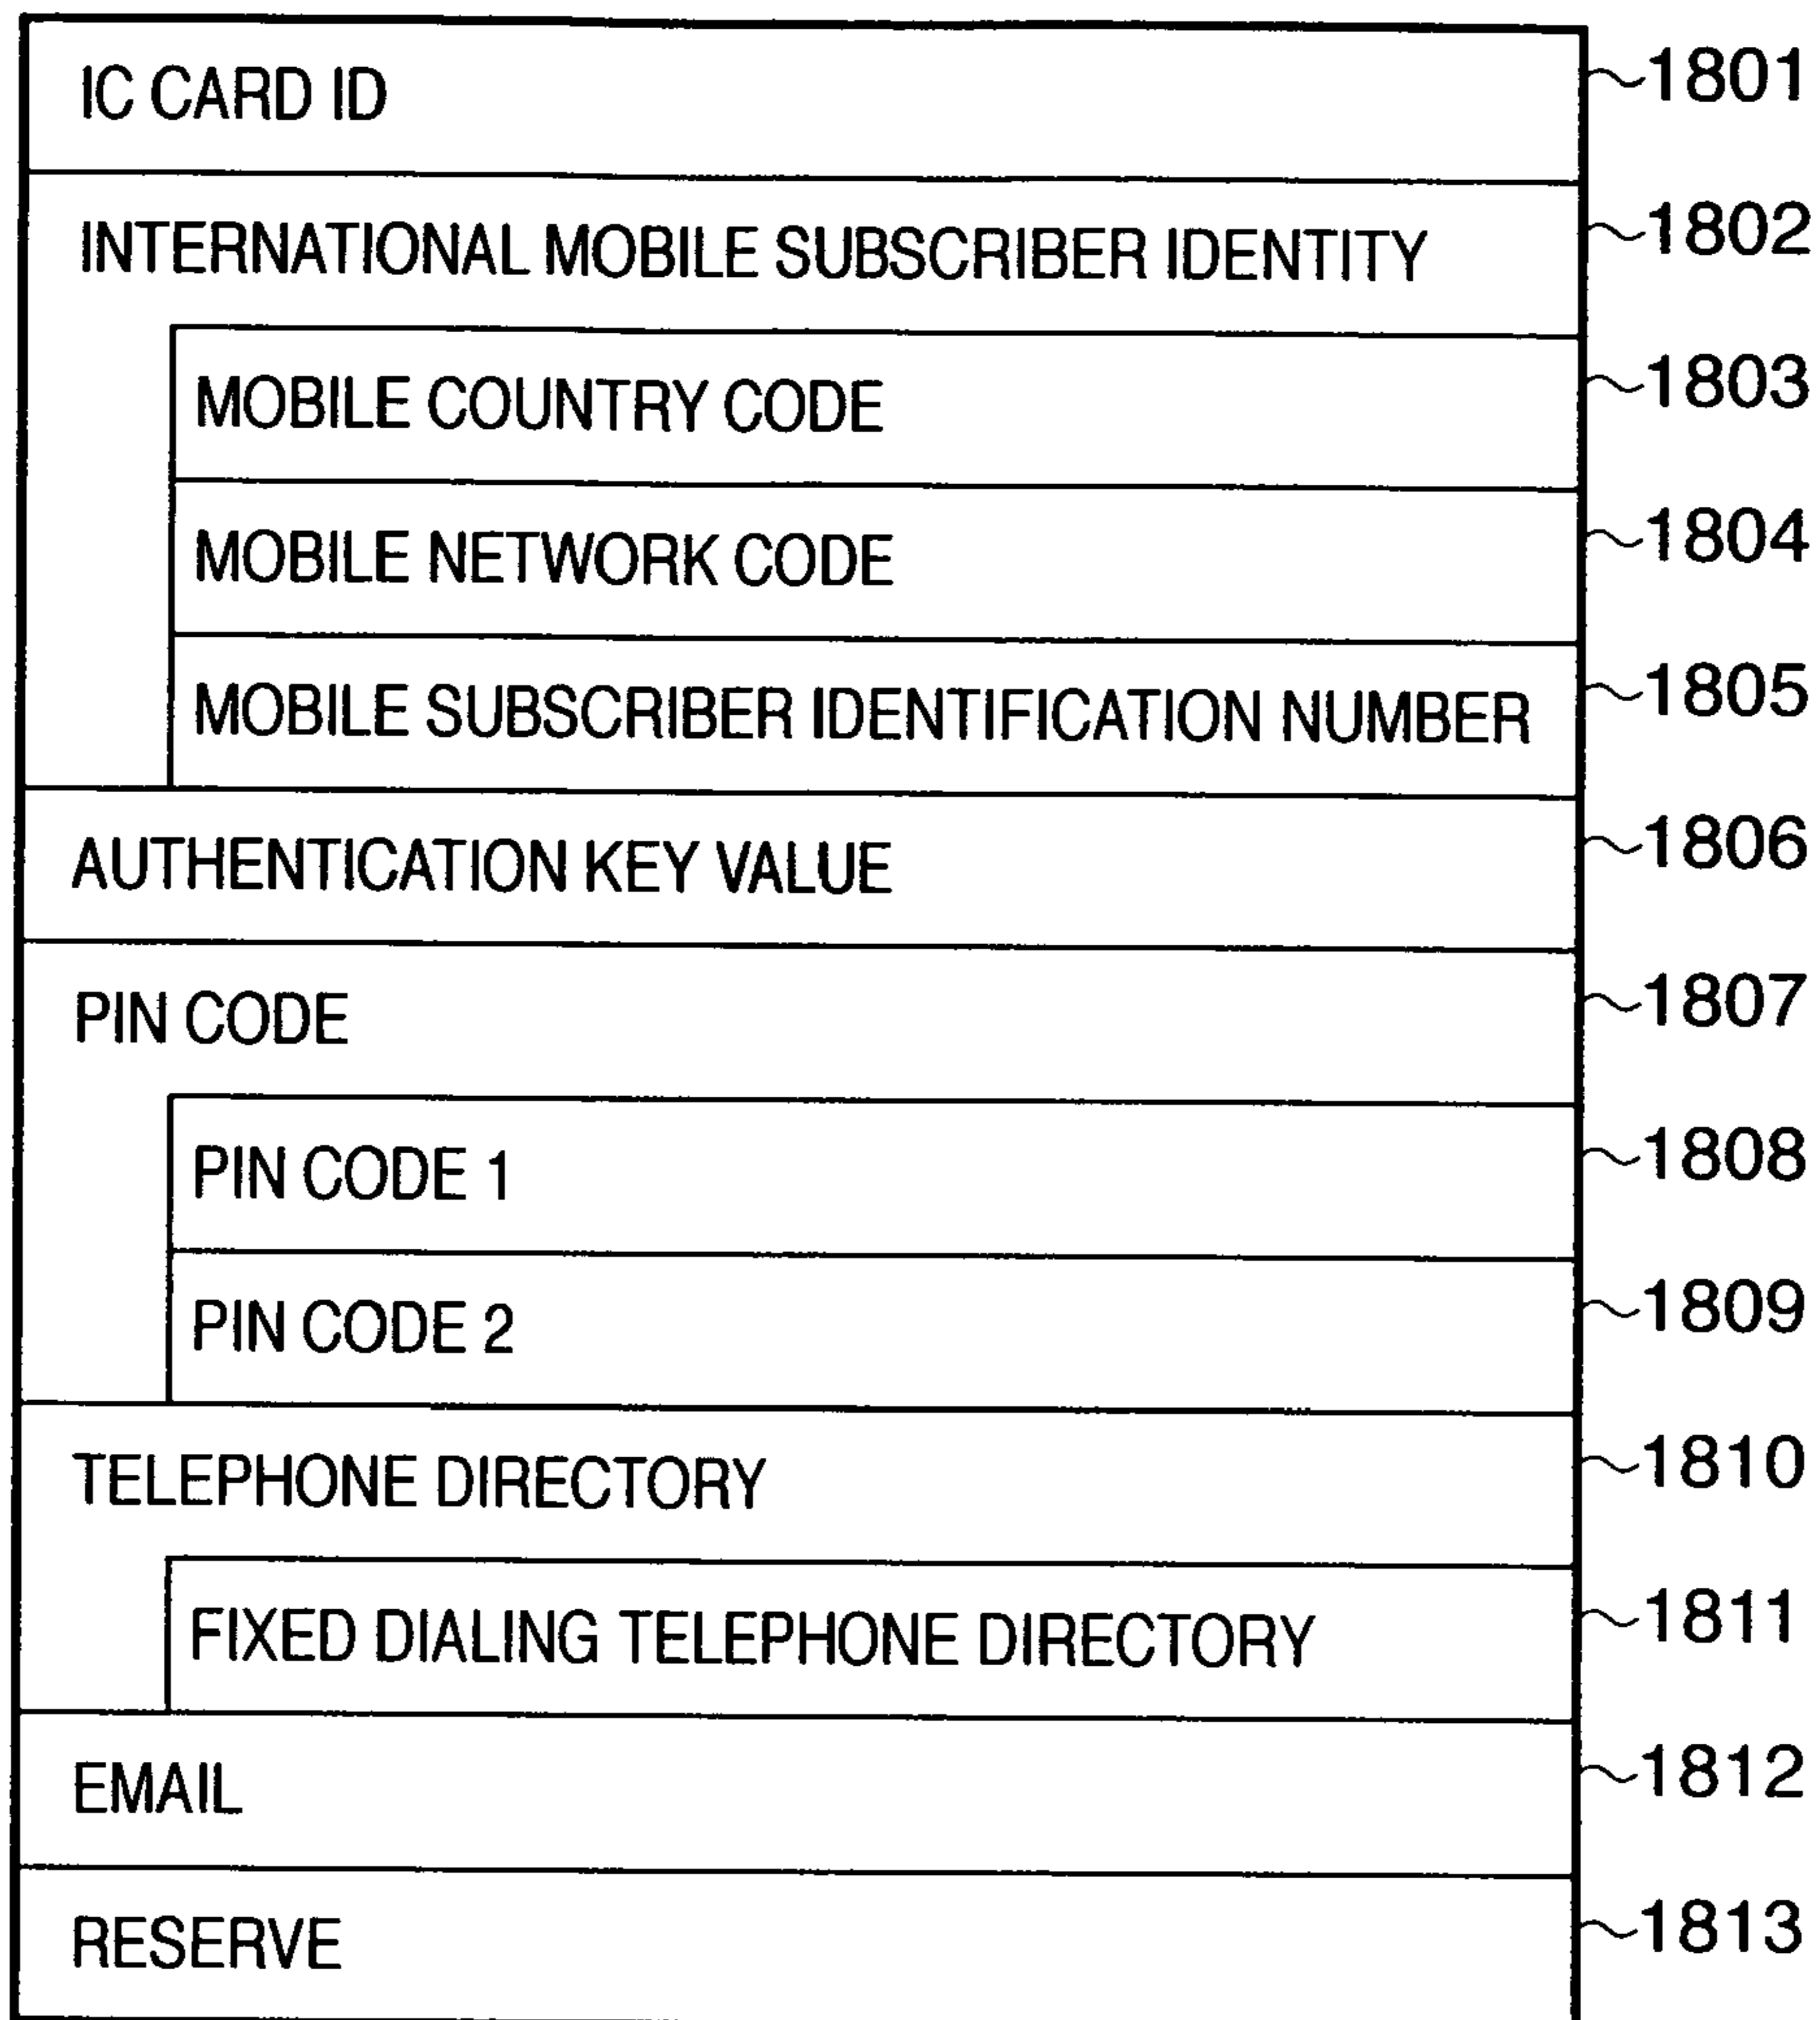 IC CARD ID 1801
INTERNATIONAL MOBILE SUBSCRIBER IDENTITY 1802
MOBILE COUNTRY CODE 1803
MOBILE NETWORK CODE 1804
MOBILE SUBSCRIBER IDENTIFICATION NUMBER 1805
AUTHENTICATION KEY VALUE 1806
PIN CODE 1807
PIN CODE 1 1808
PIN CODE 2 1809
TELEPHONE DIRECTORY 1810
FIXED DIALING TELEPHONE DIRECTORY 1811
EMAIL 1812
RESERVE 1813